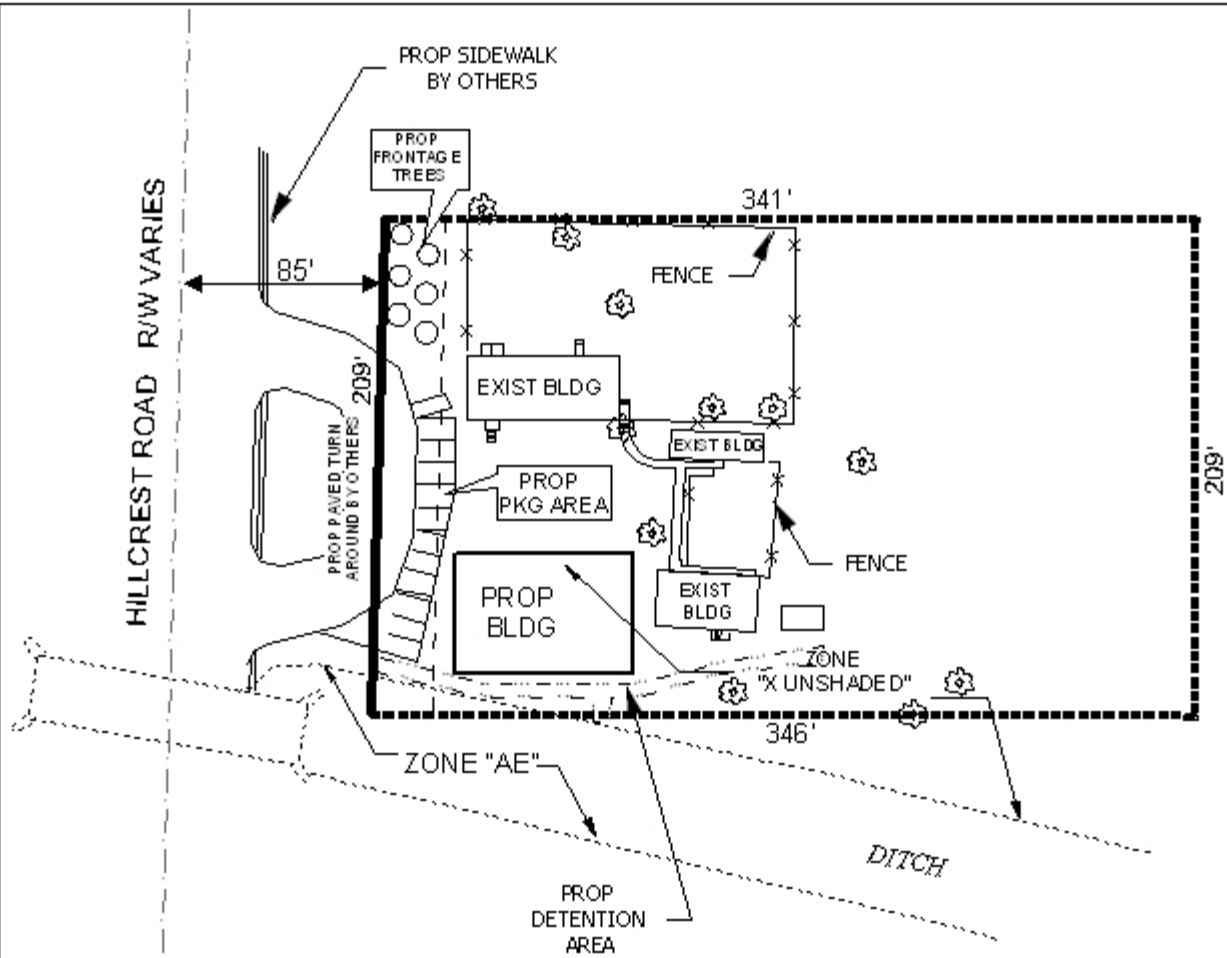 PROP SIDEWALK
BY OTHERS
PROP
FRONTAGE
TREES
341'
HILLCREST ROAD R/W VARIES
85'
FENCE
209'
EXIST BLDG
EXIST BLDG
PROP PAVED TURN
AROUND BY OTHERS
PROP
PKG AREA
209'
FENCE
PROP
BLDG
EXIST
BLDG
ZONE
"X UNSHADED"
346'
ZONE "AE"
DITCH
PROP
DETENTION
AREA